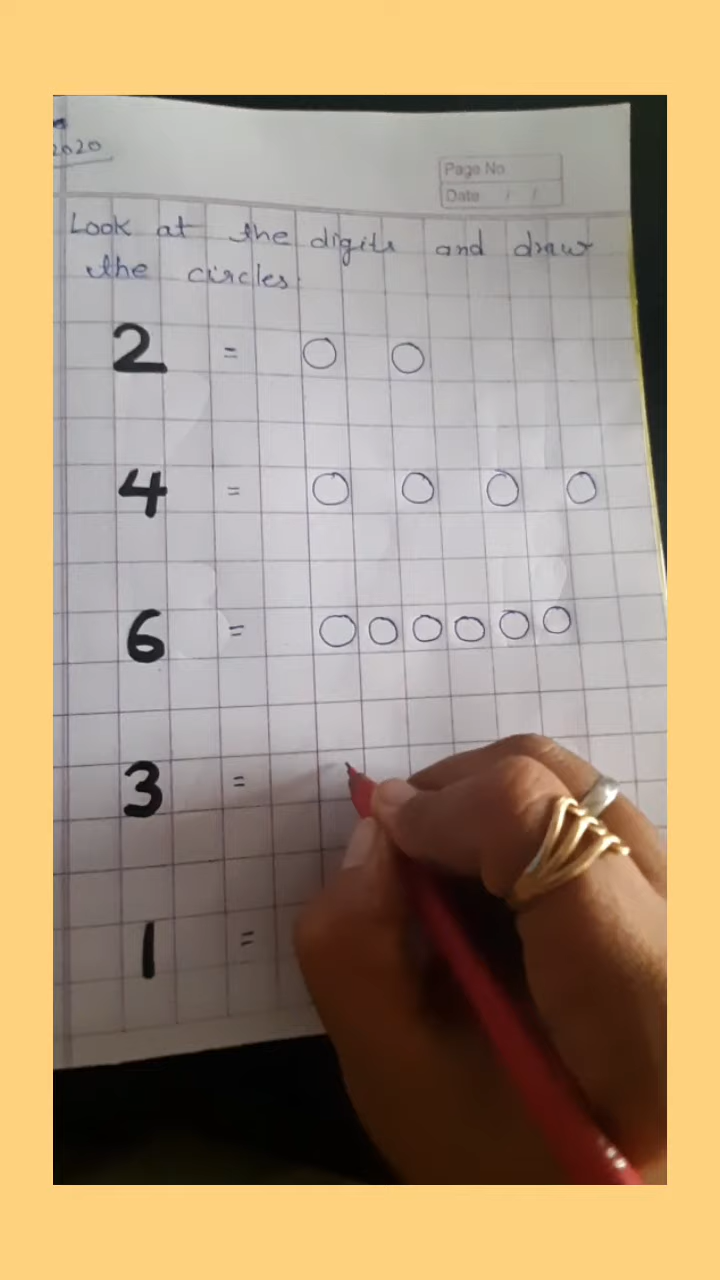 2020
Page No
Date / /
Look at the digits and draw
the circles
2 =
4 =
6 =
3 =
1 =